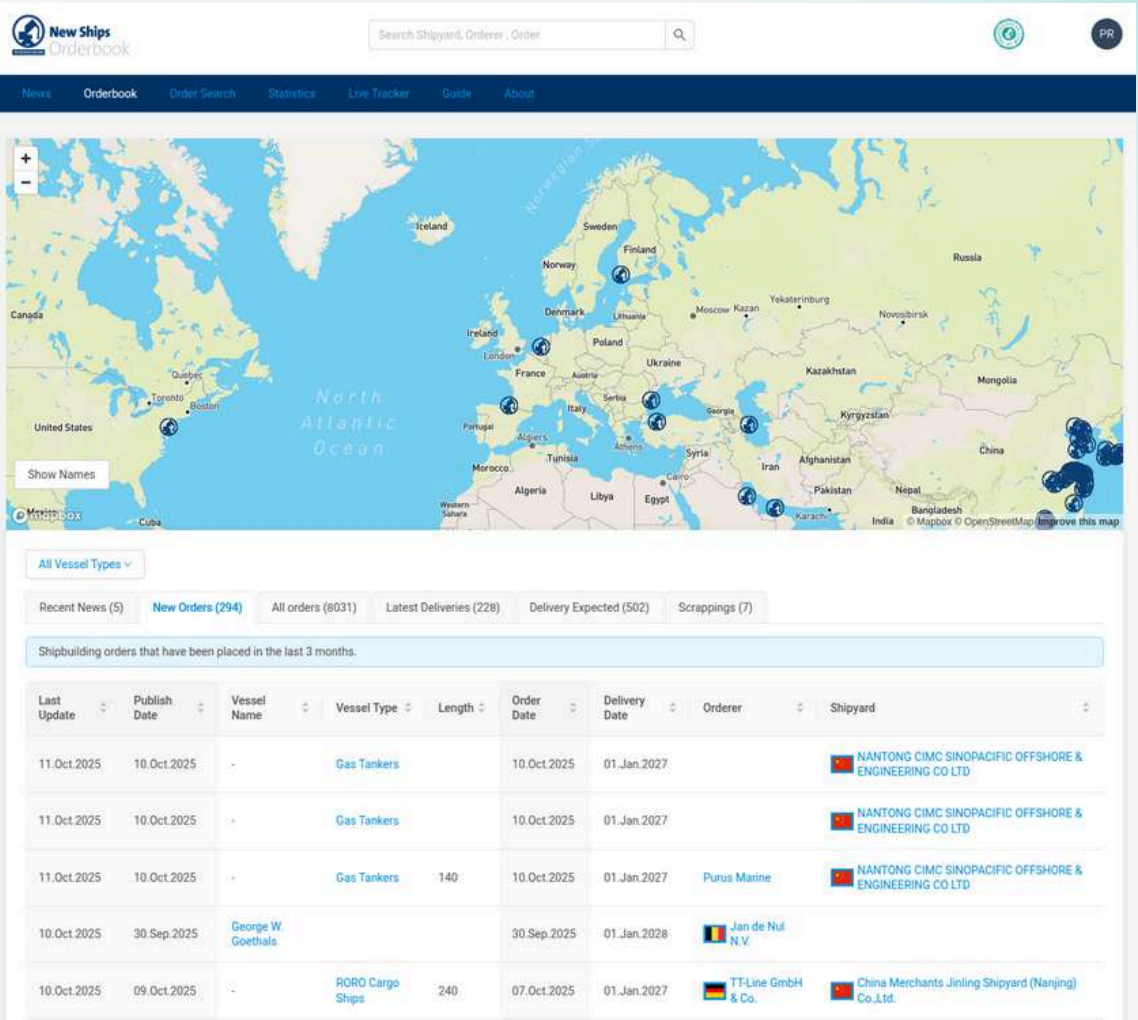 New Ships
Orderbook
Search Shipyard, Orderer , Order
PR
News Orderbook Order Search Statistics Live Tracker Guide About
+
−
Norwegian
Iceland
Sweden
Finland
Norway
Russia
Canada
Denmark
Lithuania
Moscow Kazan
Yekaterinburg
Novosibirsk
Ireland
London
Poland
Ukraine
Quebec
France
Austria
Kazakhstan
Mongolia
Toronto
Boston
North
Atlantic
Ocean
Serbia
Italy
Georgia
Kyrgyzstan
United States
Portugal
Algiers
Athens
China
Syria
Tunisia
Iran
Afghanistan
Show Names
Morocco
Cairo
Algeria
Libya
Egypt
Pakistan
Nepal
Western
Sahara
Karachi
Bangladesh
mapbox
Mexico
Cuba
India
© Mapbox © OpenStreetMap Improve this map
All Vessel Types
Recent News (5) New Orders (294) All orders (8031) Latest Deliveries (228) Delivery Expected (502) Scrappings (7)
Shipbuilding orders that have been placed in the last 3 months.
Last Update Publish Date Vessel Name Vessel Type Length Order Date Delivery Date Orderer Shipyard
11.Oct.2025 10.Oct.2025 - Gas Tankers 10.Oct.2025 01.Jan.2027 NANTONG CIMC SINOPACIFIC OFFSHORE & ENGINEERING CO LTD
11.Oct.2025 10.Oct.2025 - Gas Tankers 10.Oct.2025 01.Jan.2027 NANTONG CIMC SINOPACIFIC OFFSHORE & ENGINEERING CO LTD
11.Oct.2025 10.Oct.2025 - Gas Tankers 140 10.Oct.2025 01.Jan.2027 Purus Marine NANTONG CIMC SINOPACIFIC OFFSHORE & ENGINEERING CO LTD
10.Oct.2025 30.Sep.2025 George W. Goethals 30.Sep.2025 01.Jan.2028 Jan de Nul N.V.
10.Oct.2025 09.Oct.2025 - RORO Cargo Ships 240 07.Oct.2025 01.Jan.2027 TT-Line GmbH & Co. China Merchants Jinling Shipyard (Nanjing) Co.,Ltd.